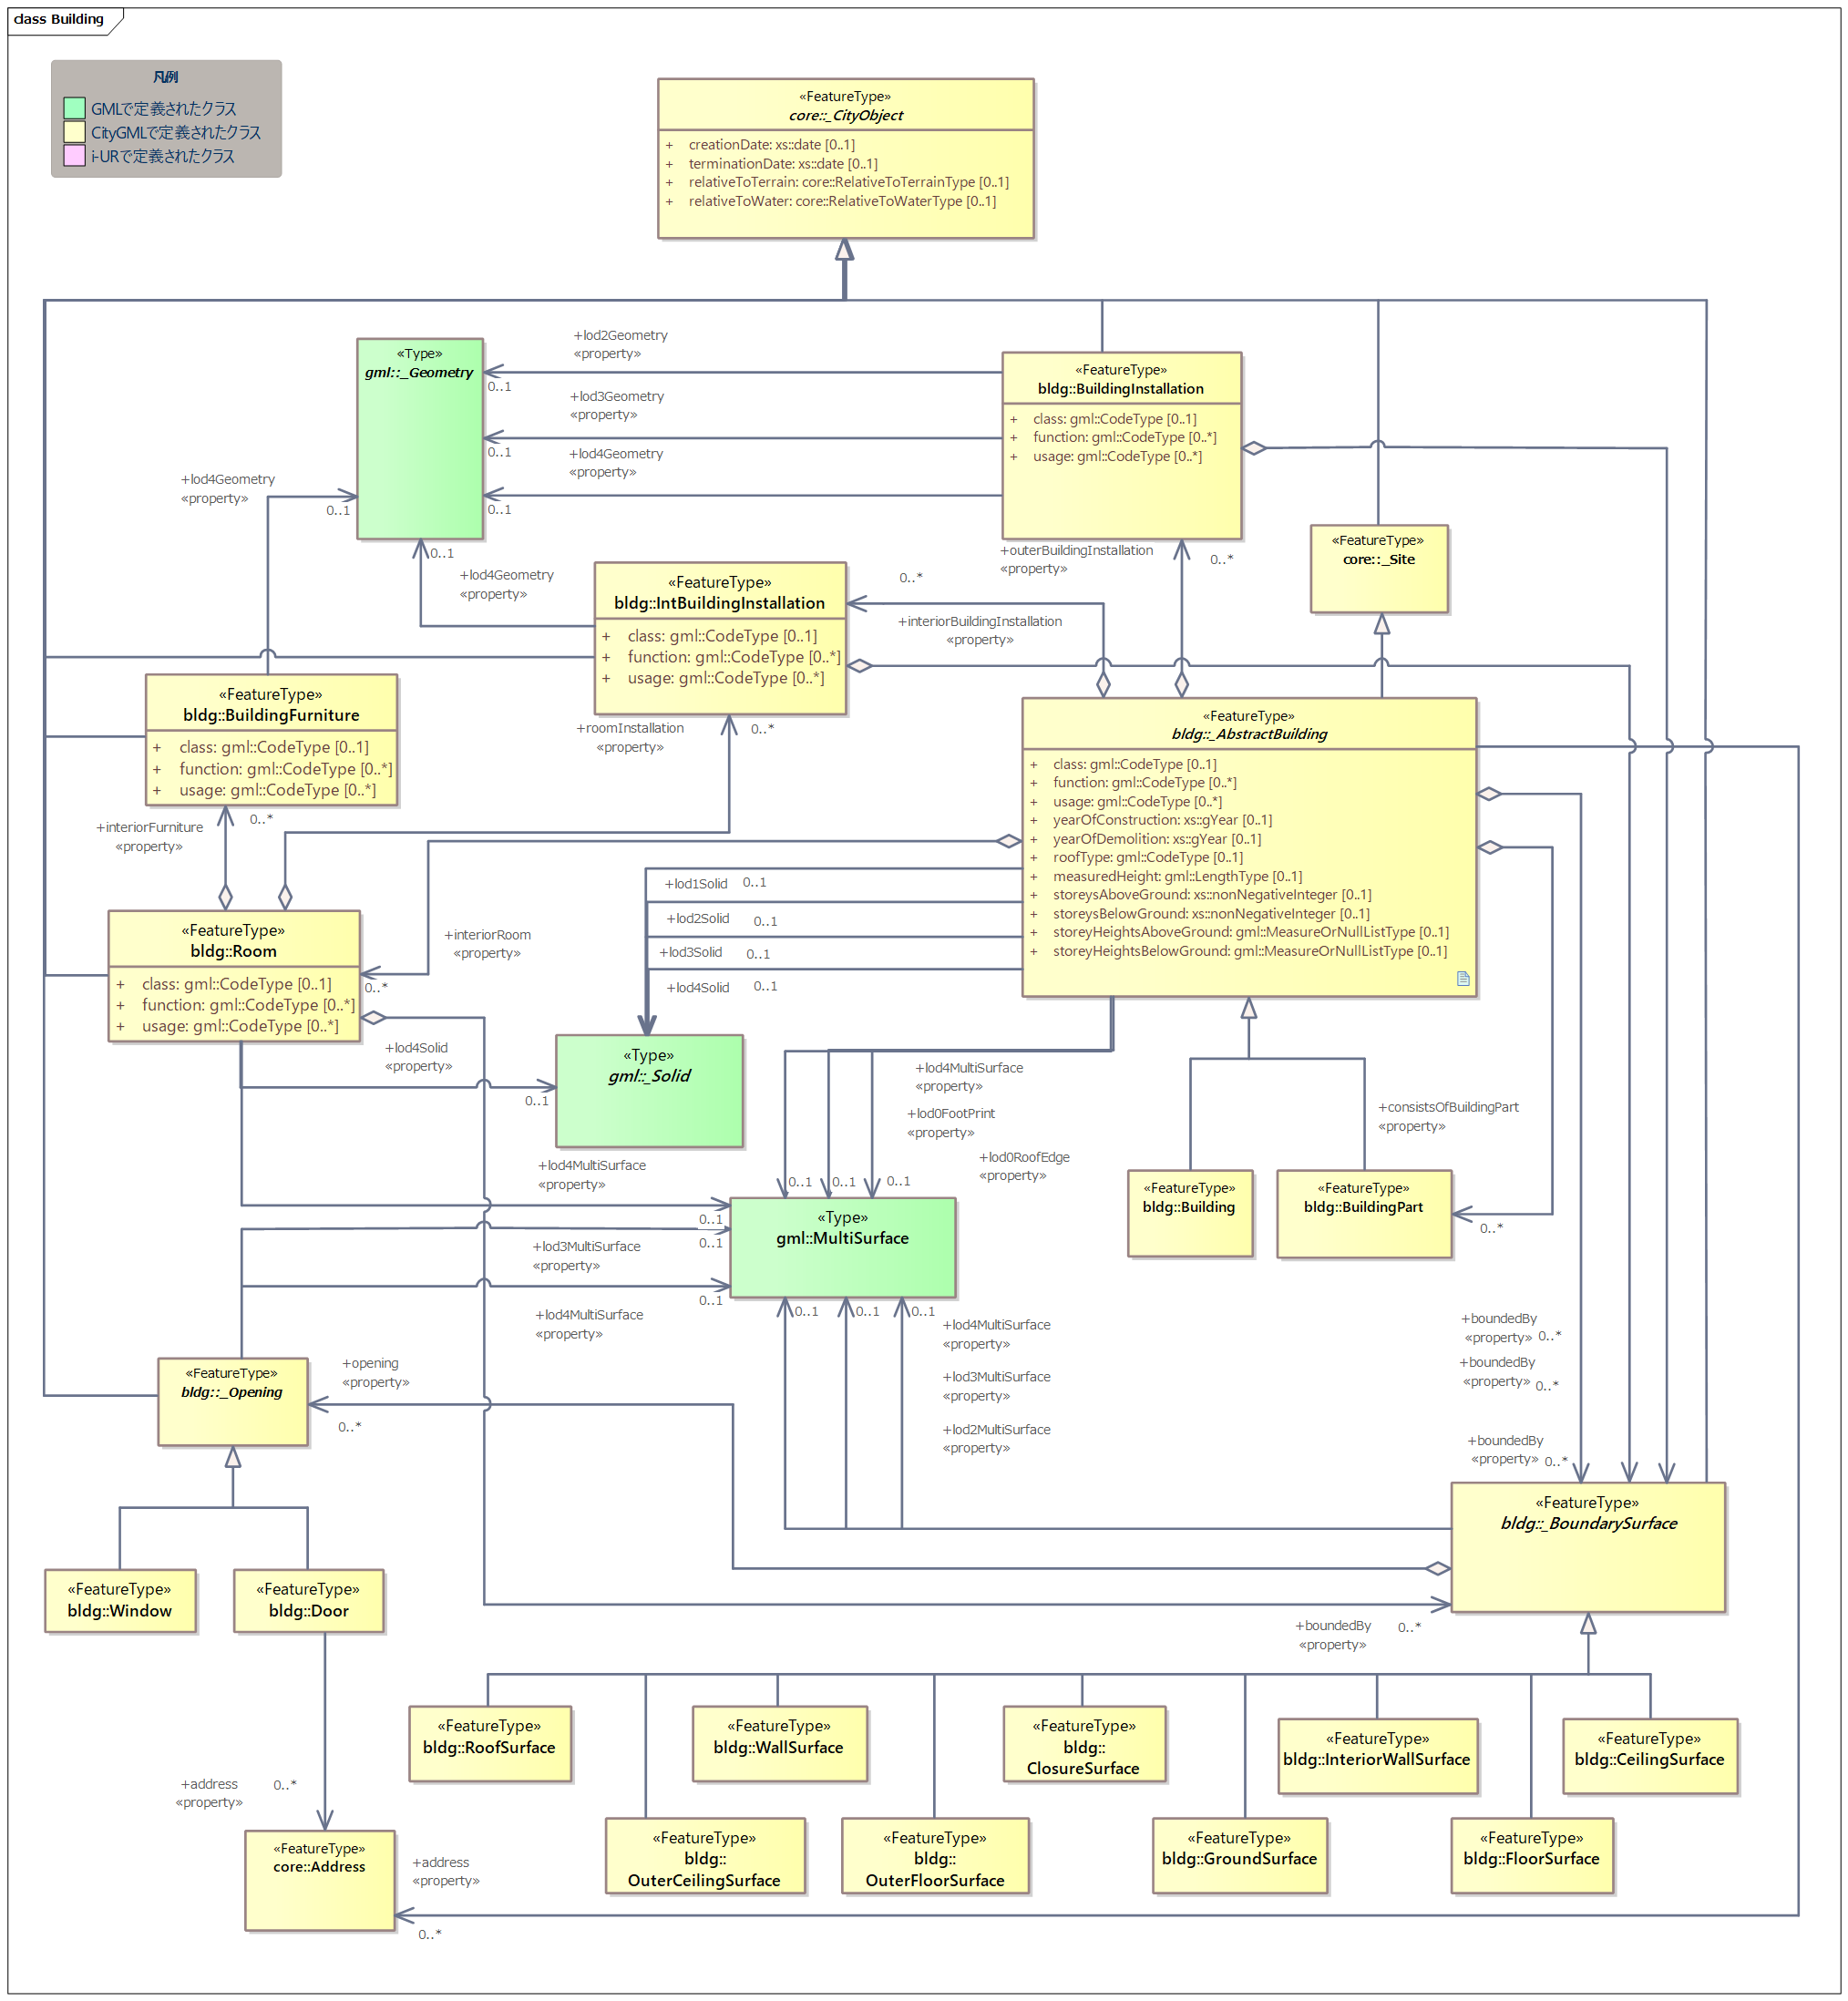 class Building
凡例
GMLで定義されたクラス
CityGMLで定義されたクラス
i-URで定義されたクラス
«FeatureType»
core::_CityObject
+ creationDate: xs::date [0..1]
+ terminationDate: xs::date [0..1]
+ relativeToTerrain: core::RelativeToTerrainType [0..1]
+ relativeToWater: core::RelativeToWaterType [0..1]
«Type»
gml::_Geometry
+lod2Geometry
«property»
0..1
+lod3Geometry
«property»
0..1
+lod4Geometry
«property»
0..1
«FeatureType»
bldg::BuildingInstallation
+ class: gml::CodeType [0..1]
+ function: gml::CodeType [0..*]
+ usage: gml::CodeType [0..*]
+lod4Geometry
«property»
0..1
0..1
+lod4Geometry
«property»
+outerBuildingInstallation
«property»
0..*
«FeatureType»
core::_Site
«FeatureType»
bldg::IntBuildingInstallation
+ class: gml::CodeType [0..1]
+ function: gml::CodeType [0..*]
+ usage: gml::CodeType [0..*]
0..*
+interiorBuildingInstallation
«property»
«FeatureType»
bldg::BuildingFurniture
+ class: gml::CodeType [0..1]
+ function: gml::CodeType [0..*]
+ usage: gml::CodeType [0..*]
+roomInstallation
«property»
0..*
«FeatureType»
bldg::_AbstractBuilding
+ class: gml::CodeType [0..1]
+ function: gml::CodeType [0..*]
+ usage: gml::CodeType [0..*]
+ yearOfConstruction: xs::gYear [0..1]
+ yearOfDemolition: xs::gYear [0..1]
+ roofType: gml::CodeType [0..1]
+ measuredHeight: gml::LengthType [0..1]
+ storeysAboveGround: xs::nonNegativeInteger [0..1]
+ storeysBelowGround: xs::nonNegativeInteger [0..1]
+ storeyHeightsAboveGround: gml::MeasureOrNullListType [0..1]
+ storeyHeightsBelowGround: gml::MeasureOrNullListType [0..1]
+interiorFurniture
«property»
0..*
+lod1Solid 0..1
+lod2Solid 0..1
+lod3Solid 0..1
+lod4Solid 0..1
«FeatureType»
bldg::Room
+ class: gml::CodeType [0..1]
+ function: gml::CodeType [0..*]
+ usage: gml::CodeType [0..*]
+interiorRoom
«property»
0..*
+lod4Solid
«property»
0..1
«Type»
gml::_Solid
+lod4MultiSurface
«property»
+lod0FootPrint
«property»
+lod0RoofEdge
«property»
0..1
0..1
0..1
+consistsOfBuildingPart
«property»
«FeatureType»
bldg::Building
«FeatureType»
bldg::BuildingPart
0..*
+lod4MultiSurface
«property»
0..1
«Type»
gml::MultiSurface
+lod3MultiSurface
«property»
0..1
+lod4MultiSurface
«property»
0..1
0..1
0..1
0..1
+lod4MultiSurface
«property»
+lod3MultiSurface
«property»
+lod2MultiSurface
«property»
+boundedBy
«property» 0..*
+boundedBy
«property» 0..*
+boundedBy
«property» 0..*
«FeatureType»
bldg::_Opening
+opening
«property»
0..*
«FeatureType»
bldg::_BoundarySurface
«FeatureType»
bldg::Window
«FeatureType»
bldg::Door
+boundedBy
«property»
0..*
«FeatureType»
bldg::RoofSurface
«FeatureType»
bldg::WallSurface
«FeatureType»
bldg::
ClosureSurface
«FeatureType»
bldg::InteriorWallSurface
«FeatureType»
bldg::CeilingSurface
«FeatureType»
bldg::
OuterCeilingSurface
«FeatureType»
bldg::
OuterFloorSurface
«FeatureType»
bldg::GroundSurface
«FeatureType»
bldg::FloorSurface
+address
«property»
0..*
«FeatureType»
core::Address
+address
«property»
0..*